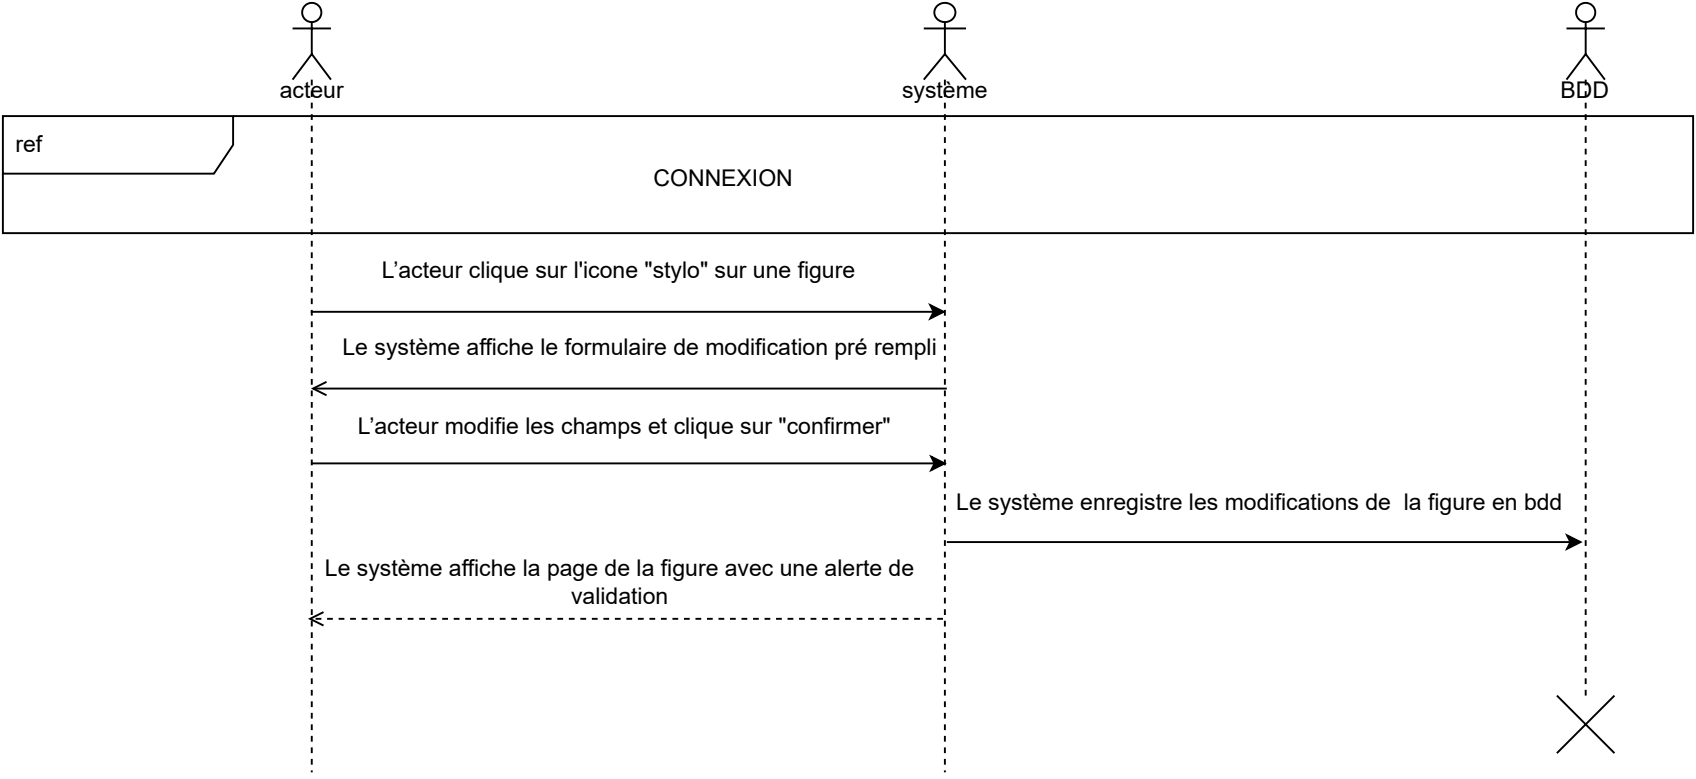 acteur
système
BDD
ref
CONNEXION
L’acteur clique sur l'icone "stylo" sur une figure
Le système affiche le formulaire de modification pré rempli
L’acteur modifie les champs et clique sur "confirmer"
Le système enregistre les modifications de  la figure en bdd
Le système affiche la page de la figure avec une alerte de
validation